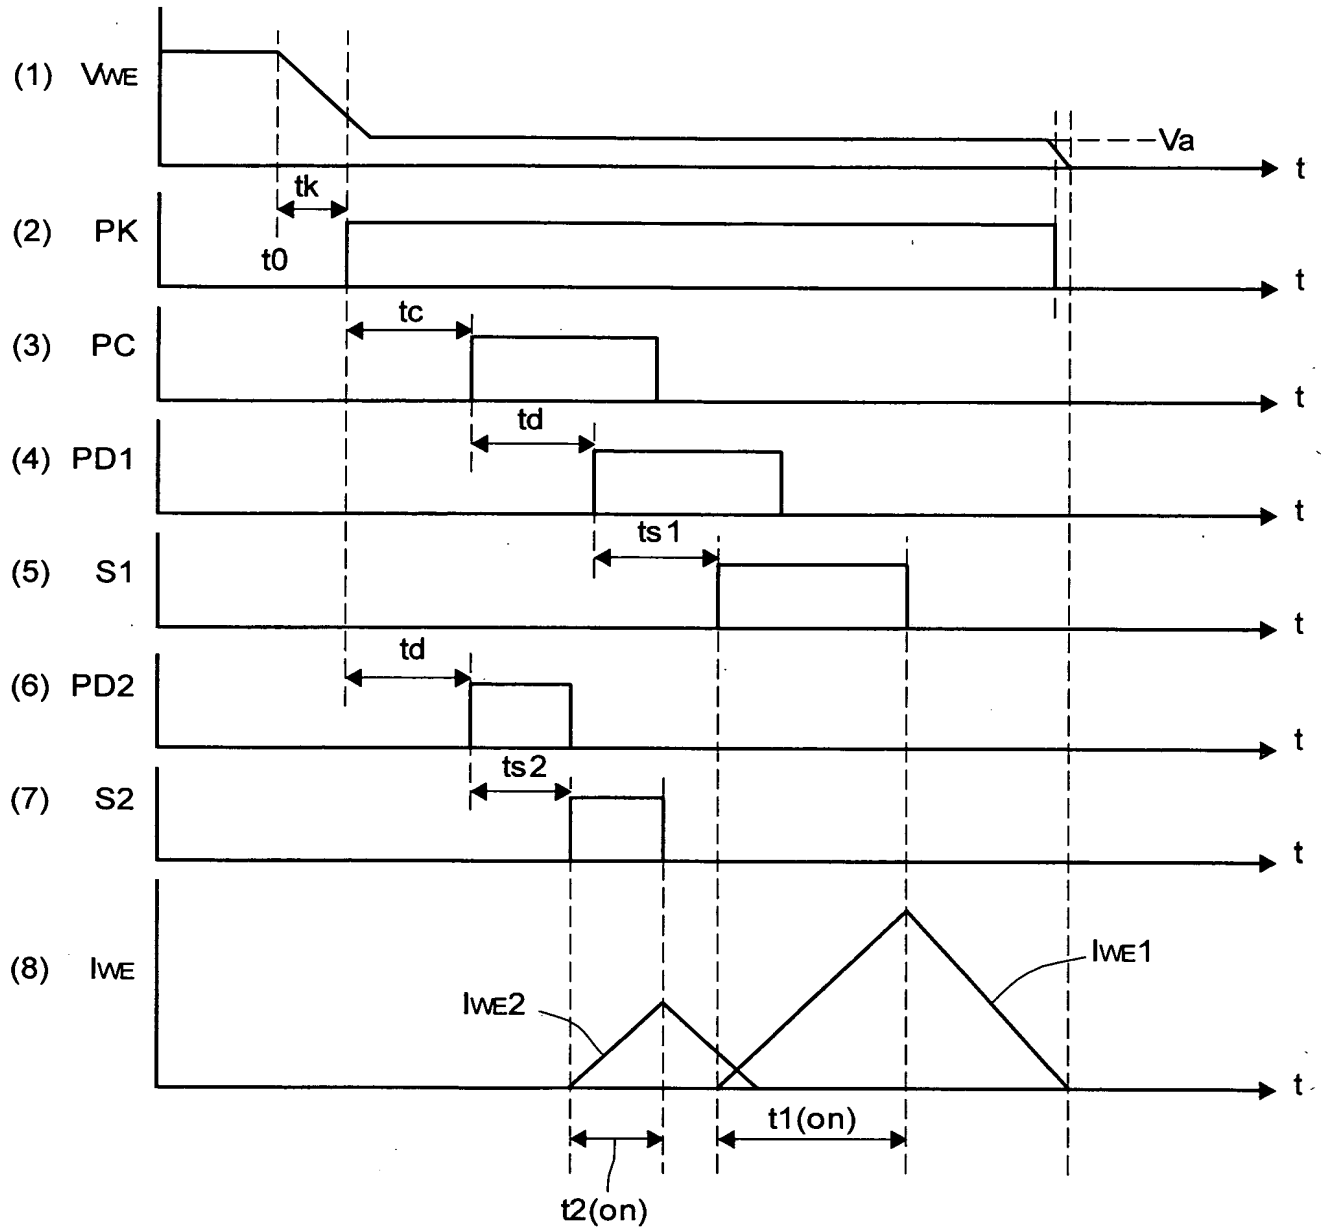 (1) VWE
Va
t
tk
(2) PK
t0
t
tc
(3) PC
t
td
(4) PD1
t
ts1
(5) S1
t
td
(6) PD2
t
ts2
(7) S2
t
(8) IWE
IWE1
IWE2
t
t1(on)
t2(on)